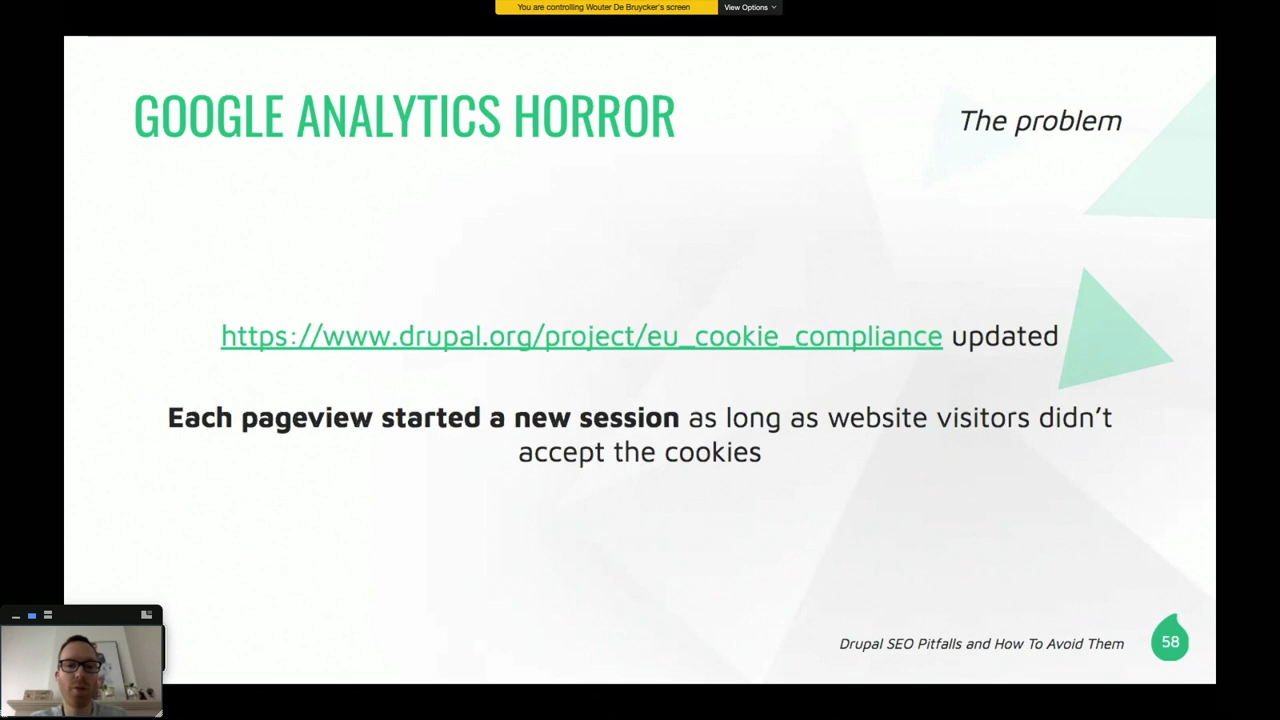 You are controlling Wouter De Bruycker's screen
View Options
GOOGLE ANALYTICS HORROR
The problem
https://www.drupal.org/project/eu_cookie_compliance updated
Each pageview started a new session as long as website visitors didn’t
accept the cookies
Drupal SEO Pitfalls and How To Avoid Them
58